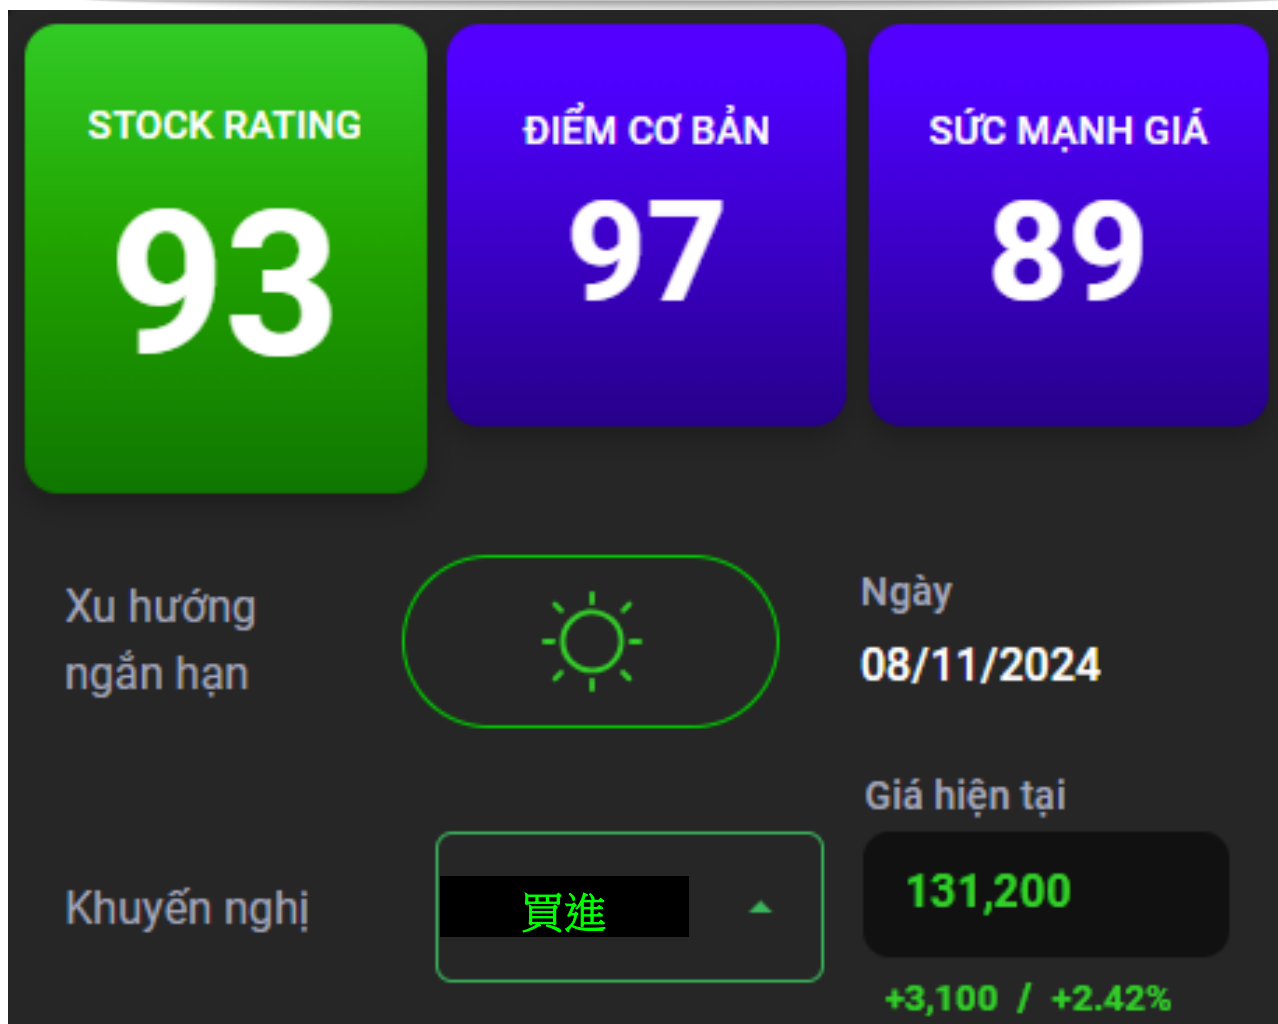 STOCK RATING
93
ĐIỂM CƠ BẢN
97
SỨC MẠNH GIÁ
89
Xu hướng
ngắn hạn
Ngày
08/11/2024
Khuyến nghị
買進
Giá hiện tại
131,200
+3,100 / +2.42%